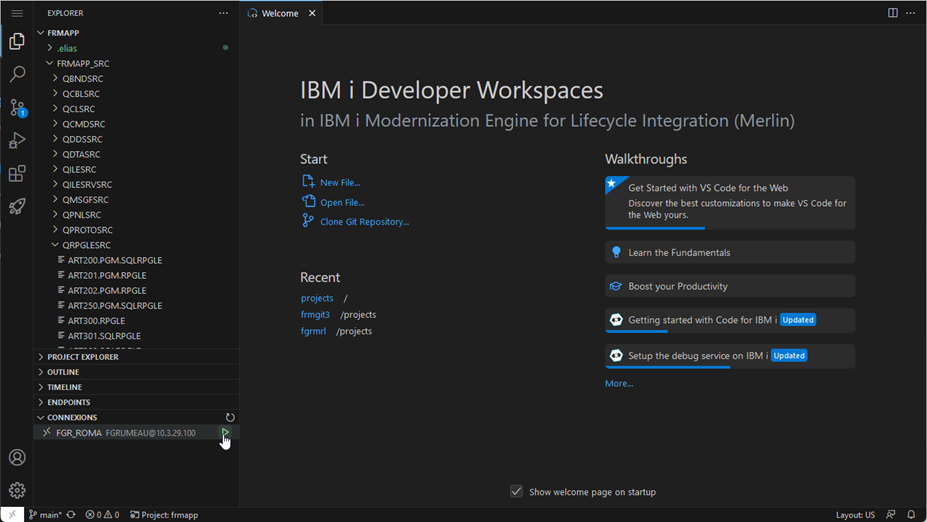 EXPLORER
Welcome
FRMAPP
.elias
FRMAPP_SRC
QBNDSRC
QCBLSRC
QCLSRC
QCMDSRC
QDDSSRC
QDTASRC
QILESRC
QILESRVSRC
QMSGFSRC
QPNLSRC
QPROTOSRC
QRPGLESRC
ART200.PGM.SQLRPGLE
ART201.PGM.RPGLE
ART202.PGM.RPGLE
ART250.PGM.SQLRPGLE
ART300.RPGLE
ART301.SQLRPGLE
PROJECT EXPLORER
OUTLINE
TIMELINE
ENDPOINTS
CONNEXIONS
FGR_ROMA FGRUMEAU@10.3.29.100
1
IBM i Developer Workspaces
in IBM i Modernization Engine for Lifecycle Integration (Merlin)
Start
New File...
Open File...
Clone Git Repository...
Recent
projects /
frmgit3 /projects
fgrmrl /projects
Walkthroughs
Get Started with VS Code for the Web
Discover the best customizations to make VS Code for
the Web yours.
Learn the Fundamentals
Boost your Productivity
Getting started with Code for IBM i Updated
Setup the debug service on IBM i Updated
More...
Show welcome page on startup
main* 0 0 Project: frmapp
Layout: US